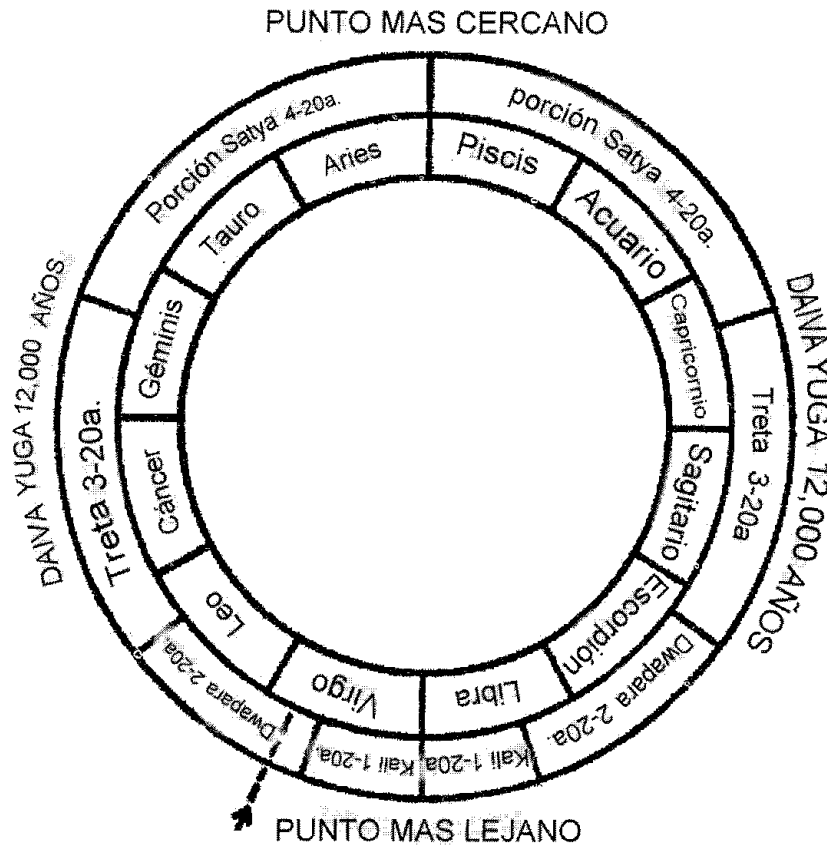 PUNTO MAS CERCANO
Porción Satya 4-20a.
porción Satya 4-20a.
Aries
Piscis
Tauro
Acuario
Géminis
Capricornio
Cáncer
Sagitario
Leo
Escorpión
Virgo
Libra
DAIVA YUGA 12,000 AÑOS
DAIVA YUGA 12,000 AÑOS
Treta 3-20a.
Treta 3-20a
Dwapara 2-20a.
Dwapara 2-20a.
Kali 1-20a.
Kali 1-20a.
PUNTO MAS LEJANO